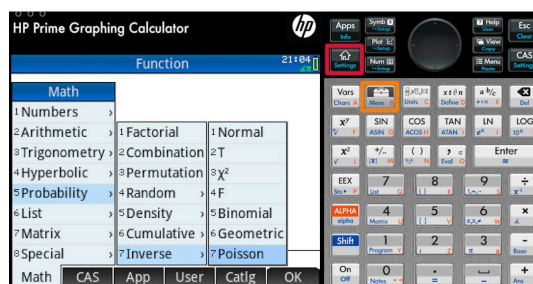 HP Prime Graphing Calculator
hp
Function
21:04
Math
1 Numbers
2 Arithmetic
3 Trigonometry
4 Hyperbolic
5 Probability
6 List
7 Matrix
8 Special
1 Factorial
2 Combination
3 Permutation
4 Random
5 Density
6 Cumulative
7 Inverse
1 Normal
2 T
3 χ²
4 F
5 Binomial
6 Geometric
7 Poisson
Math CAS App User Catlg OK
Apps Info
Symb Setup
Plot Setup
Num Setup
Settings
Help User
View Copy
Menu Paste
Esc Clear
CAS Settings
Vars Chars A
Mem B
Units C
x t θ n Define D
a b/c E
Del
xʸ F
SIN ASIN G
COS ACOS H
TAN ATAN I
LN eˣ J
LOG 10ˣ
x² L
+/- |x| M
( ) N
, Eval O
Enter ≈
EEX Sto P
7 List Q
8 { } R
9 S
÷ x⁻¹
ALPHA alpha
4 Matrix U
5 [ ] V
6 W
×
Shift
1 Program Y
2 i Z
3 π
- Base
On Off
0 Notes
. =
+ Ans